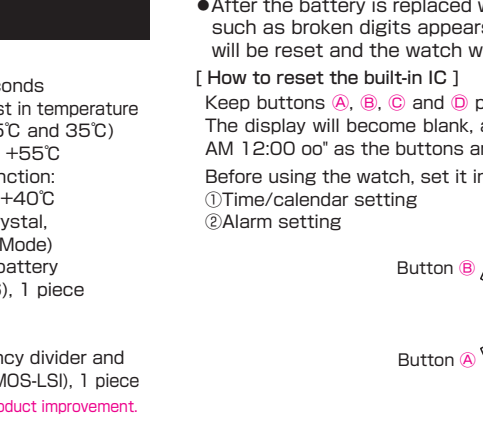 onds
st in temperature
5℃ and 35℃)
+55℃
nction:
+40℃
ystal,
Mode)
battery
), 1 piece
ncy divider and
MOS-LSI), 1 piece
oduct improvement.
●After the battery is replaced w
such as broken digits appears
will be reset and the watch w
[ How to reset the built-in IC ]
Keep buttons Ⓐ, Ⓑ, Ⓒ and Ⓓ p
The display will become blank, a
AM 12:00 oo" as the buttons ar
Before using the watch, set it in
①Time/calendar setting
②Alarm setting
Button Ⓑ
Button Ⓐ